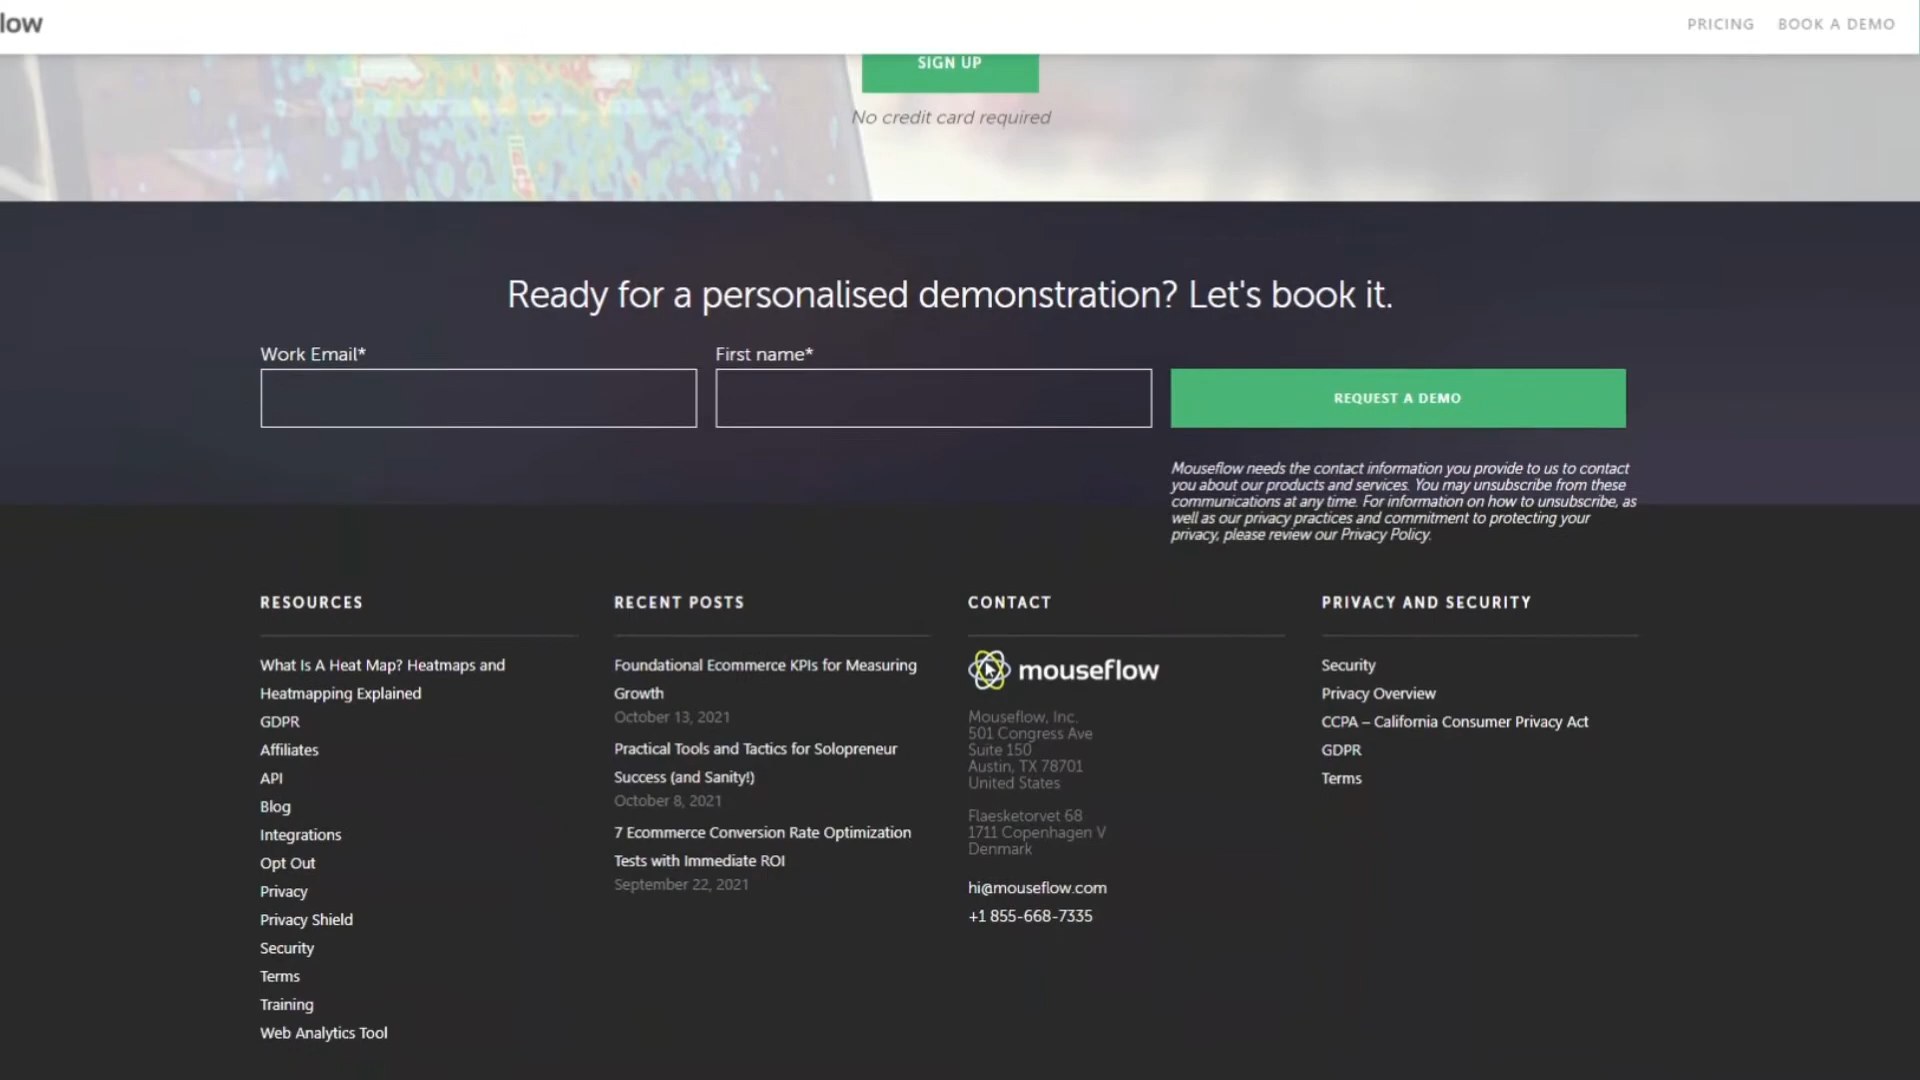 low
PRICING
BOOK A DEMO
SIGN UP
No credit card required
Ready for a personalised demonstration? Let's book it.
Work Email*
First name*
REQUEST A DEMO
Mouseflow needs the contact information you provide to us to contact
you about our products and services. You may unsubscribe from these
communications at any time. For information on how to unsubscribe, as
well as our privacy practices and commitment to protecting your
privacy, please review our Privacy Policy.
RESOURCES
What Is A Heat Map? Heatmaps and
Heatmapping Explained
GDPR
Affiliates
API
Blog
Integrations
Opt Out
Privacy
Privacy Shield
Security
Terms
Training
Web Analytics Tool
RECENT POSTS
Foundational Ecommerce KPIs for Measuring
Growth
October 13, 2021
Practical Tools and Tactics for Solopreneur
Success (and Sanity!)
October 8, 2021
7 Ecommerce Conversion Rate Optimization
Tests with Immediate ROI
September 22, 2021
CONTACT
mouseflow
Mouseflow, Inc.
501 Congress Ave
Suite 150
Austin, TX 78701
United States
Flaesketorvet 68
1711 Copenhagen V
Denmark
hi@mouseflow.com
+1 855-668-7335
PRIVACY AND SECURITY
Security
Privacy Overview
CCPA – California Consumer Privacy Act
GDPR
Terms